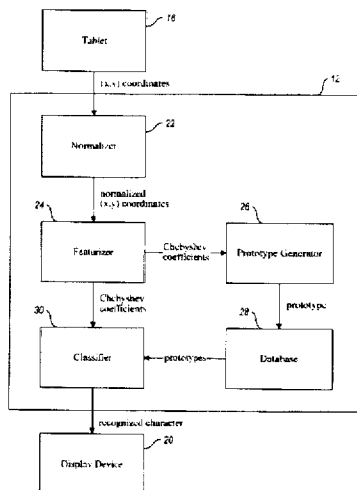 16
Tablet
(x,y) coordinates
12
22
Normalizer
normalized
(x,y) coordinates
24
26
Featurizer
Chebyshev
coefficients
Prototype Generator
Chebyshev
coefficients
prototype
30
28
Classifier
prototypes
Database
recognized character
20
Display Device